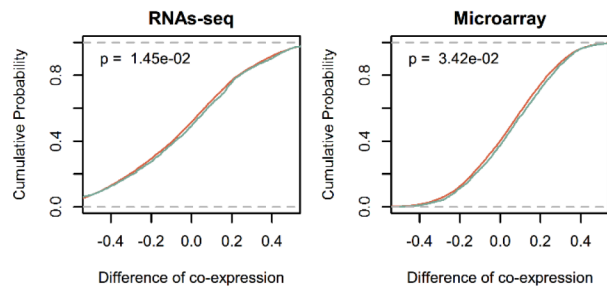 RNAs-seq
Microarray
p = 1.45e-02
p = 3.42e-02
Cumulative Probability
0.0 0.4 0.8
-0.4 -0.2 0.0 0.2 0.4
Difference of co-expression
Cumulative Probability
0.0 0.4 0.8
-0.4 -0.2 0.0 0.2 0.4
Difference of co-expression